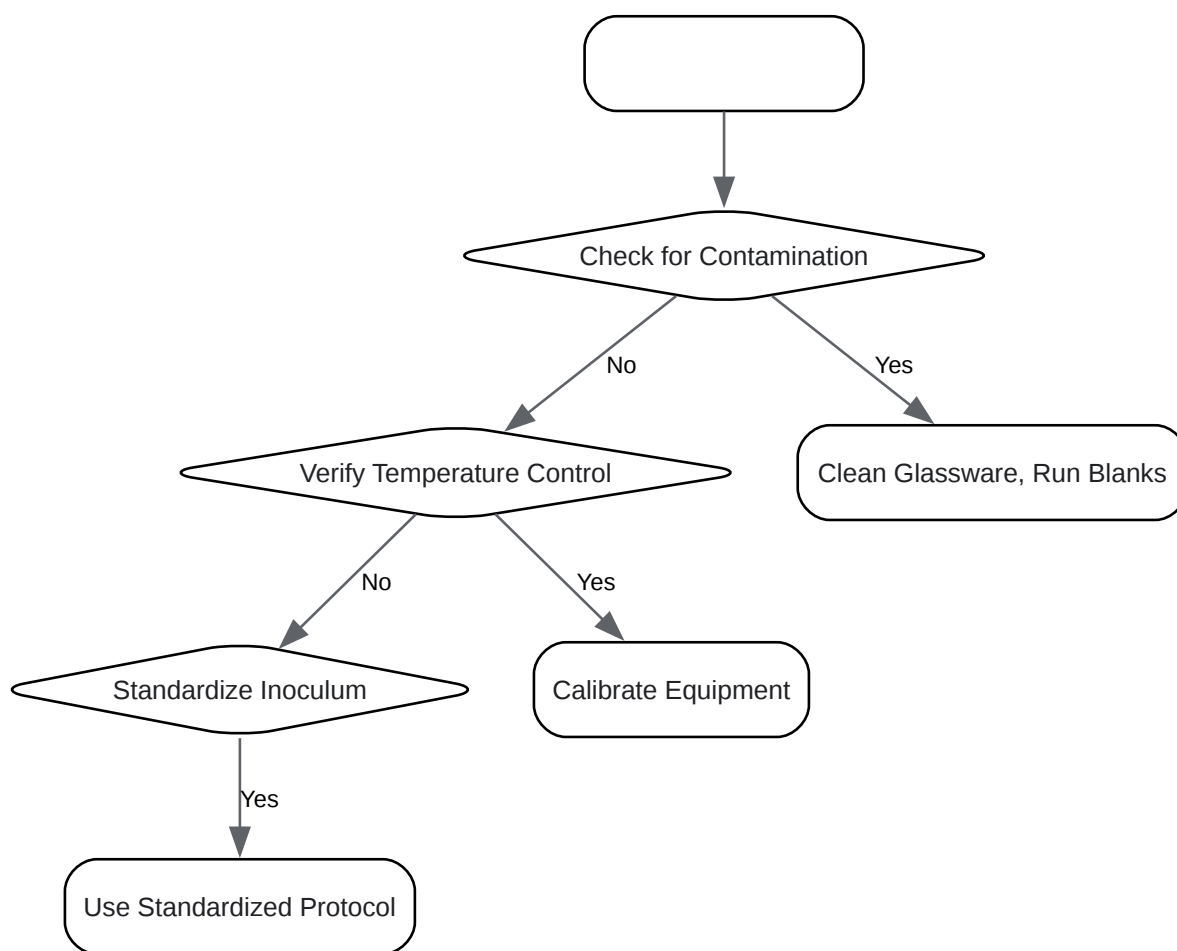 Check for Contamination
No
Yes
Verify Temperature Control
Clean Glassware, Run Blanks
No
Yes
Standardize Inoculum
Calibrate Equipment
Yes
Use Standardized Protocol